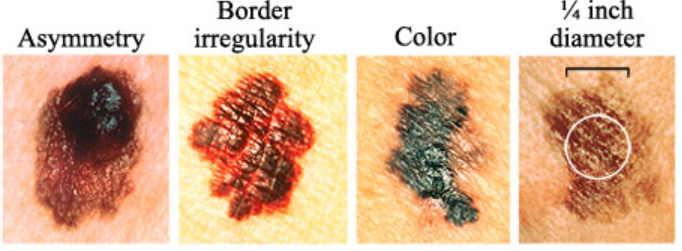 Asymmetry
Border
irregularity
Color
¼ inch
diameter